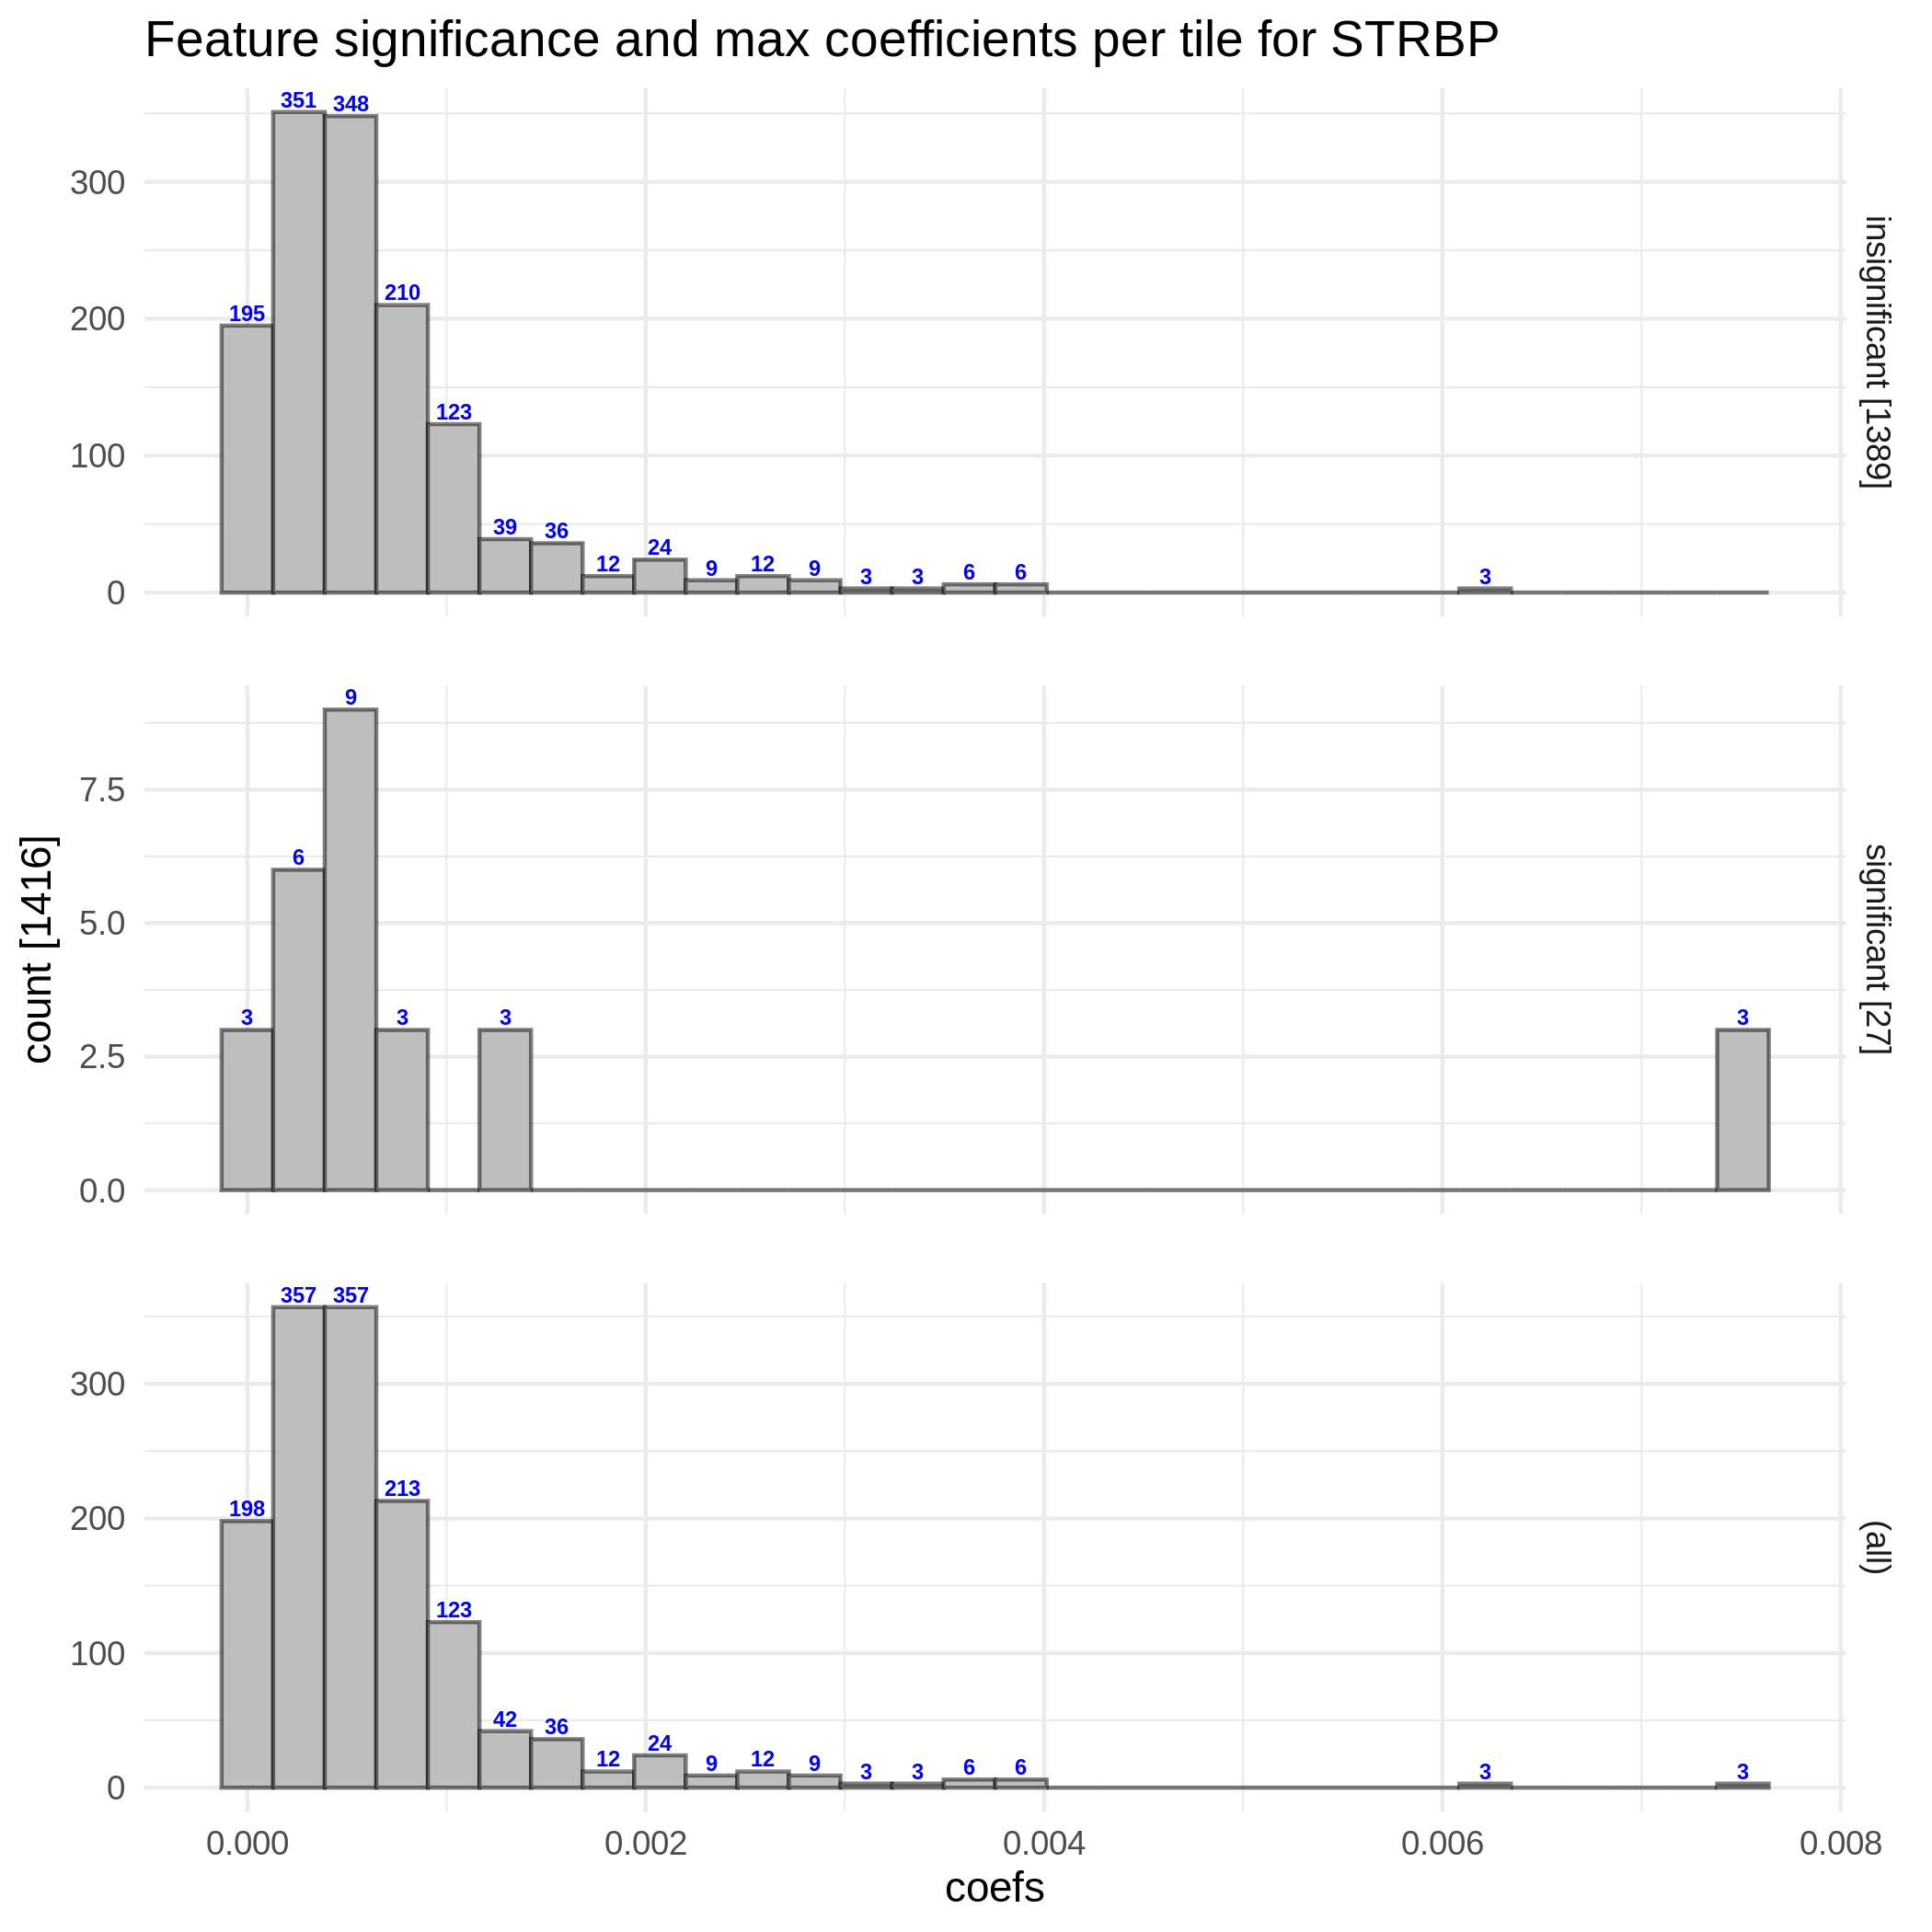 Feature significance and max coefficients per tile for STRBP
351 348
300
210
195
200
123
100
39 36 12 24 9 12 9 3 3 6 6 3
0
insignificant [1389]
9
7.5
6
5.0
3 3 3 3
2.5
0.0
significant [27]
count [1416]
357 357
300
213
198
200
123
100
42 36 12 24 9 12 9 3 3 6 6 3 3
0
(all)
0.000 0.002 0.004 0.006 0.008
coefs